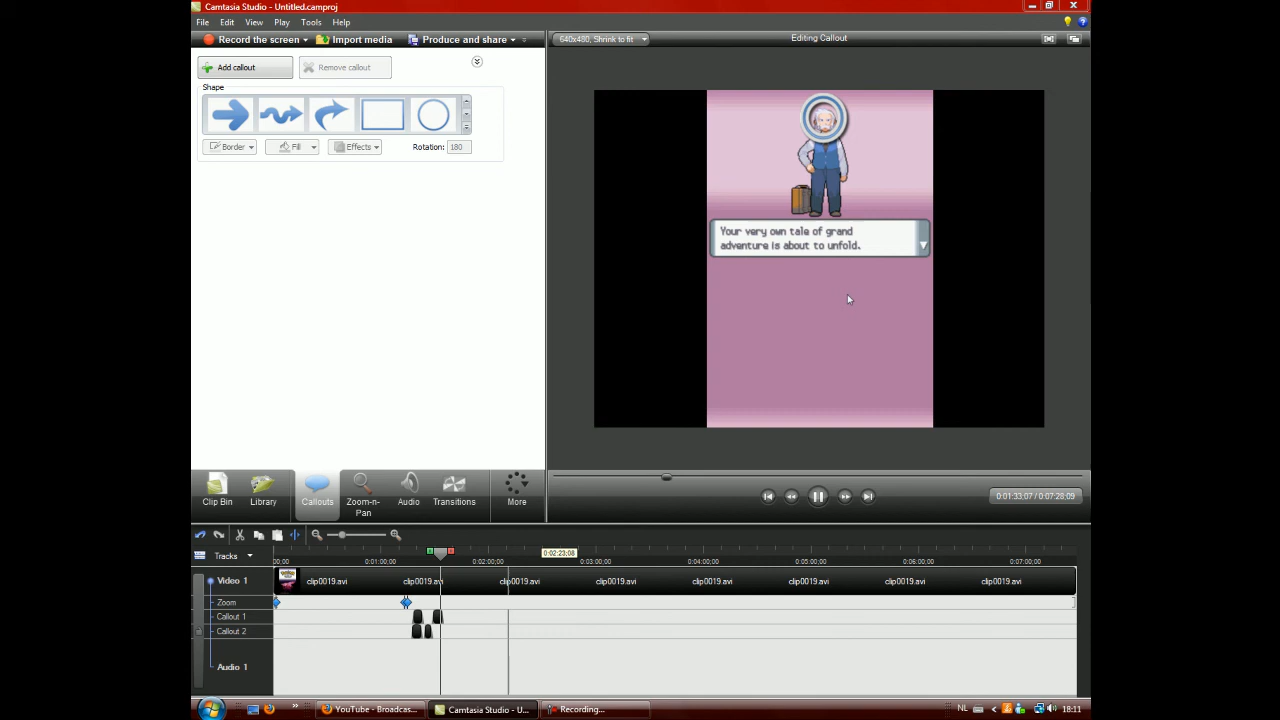 Camtasia Studio - Untitled.camproj
File Edit View Play Tools Help
Record the screen Import media Produce and share
640x480, Shrink to fit
Editing Callout
Add callout
Remove callout
Shape
Border
Fill
Effects
Rotation: 180
Your very own tale of grand
adventure is about to unfold.
Clip Bin
Library
Callouts
Zoom-n-
Pan
Audio
Transitions
More
0:01:33;07 / 0:07:28;09
Tracks
0:02:23;08
00;00
0:01:00;00
0:02:00;00
0:03:00;00
0:04:00;00
0:05:00;00
0:06:00;00
0:07:00;00
Video 1
clip0019.avi
clip0019.avi
clip0019.avi
clip0019.avi
clip0019.avi
clip0019.avi
clip0019.avi
clip0019.avi
Zoom
Callout 1
Callout 2
Audio 1
YouTube - Broadcas...
Camtasia Studio - U...
Recording...
NL
18:11